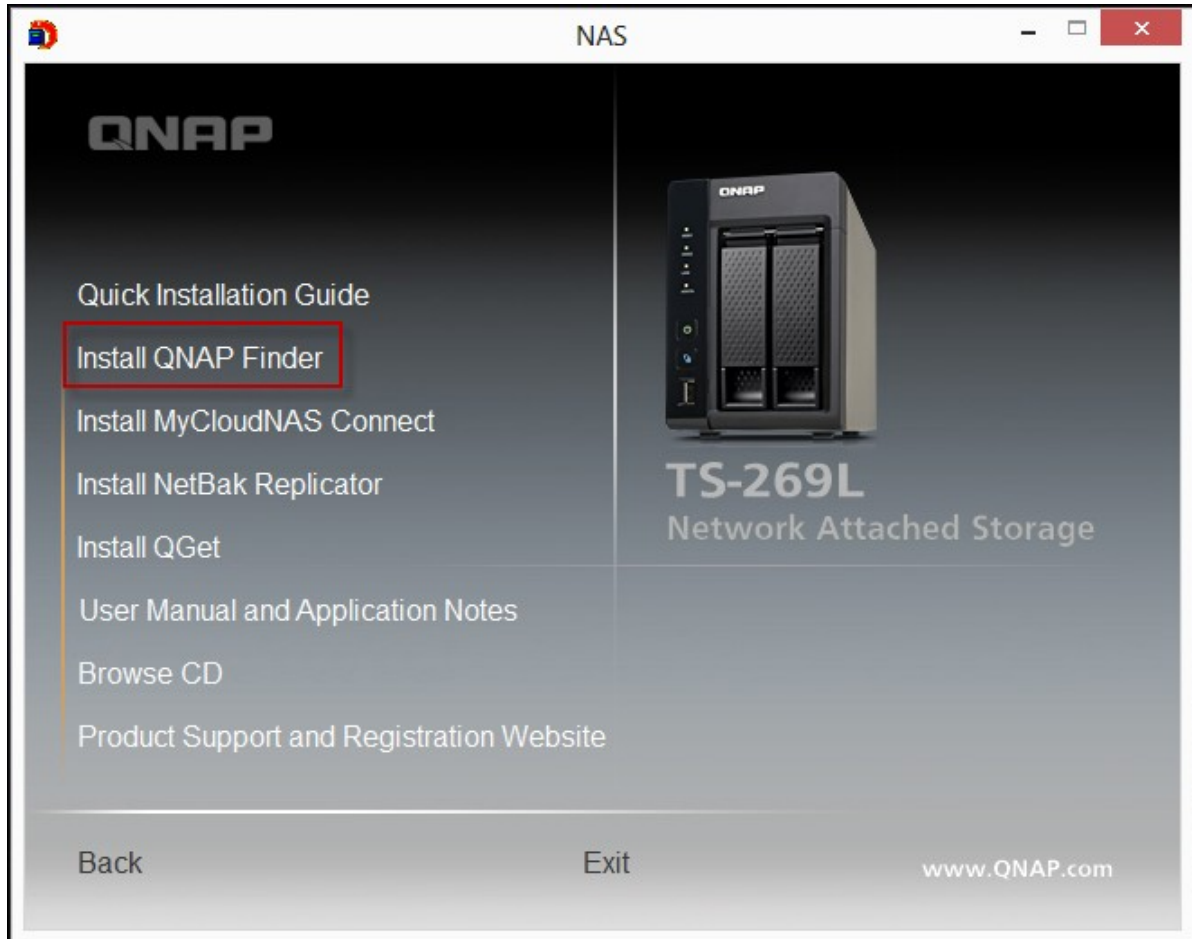 NAS
QNAP
QNAP
Quick Installation Guide
Install QNAP Finder
Install MyCloudNAS Connect
Install NetBak Replicator
Install QGet
User Manual and Application Notes
Browse CD
Product Support and Registration Website
TS-269L
Network Attached Storage
Back
Exit
www.QNAP.com